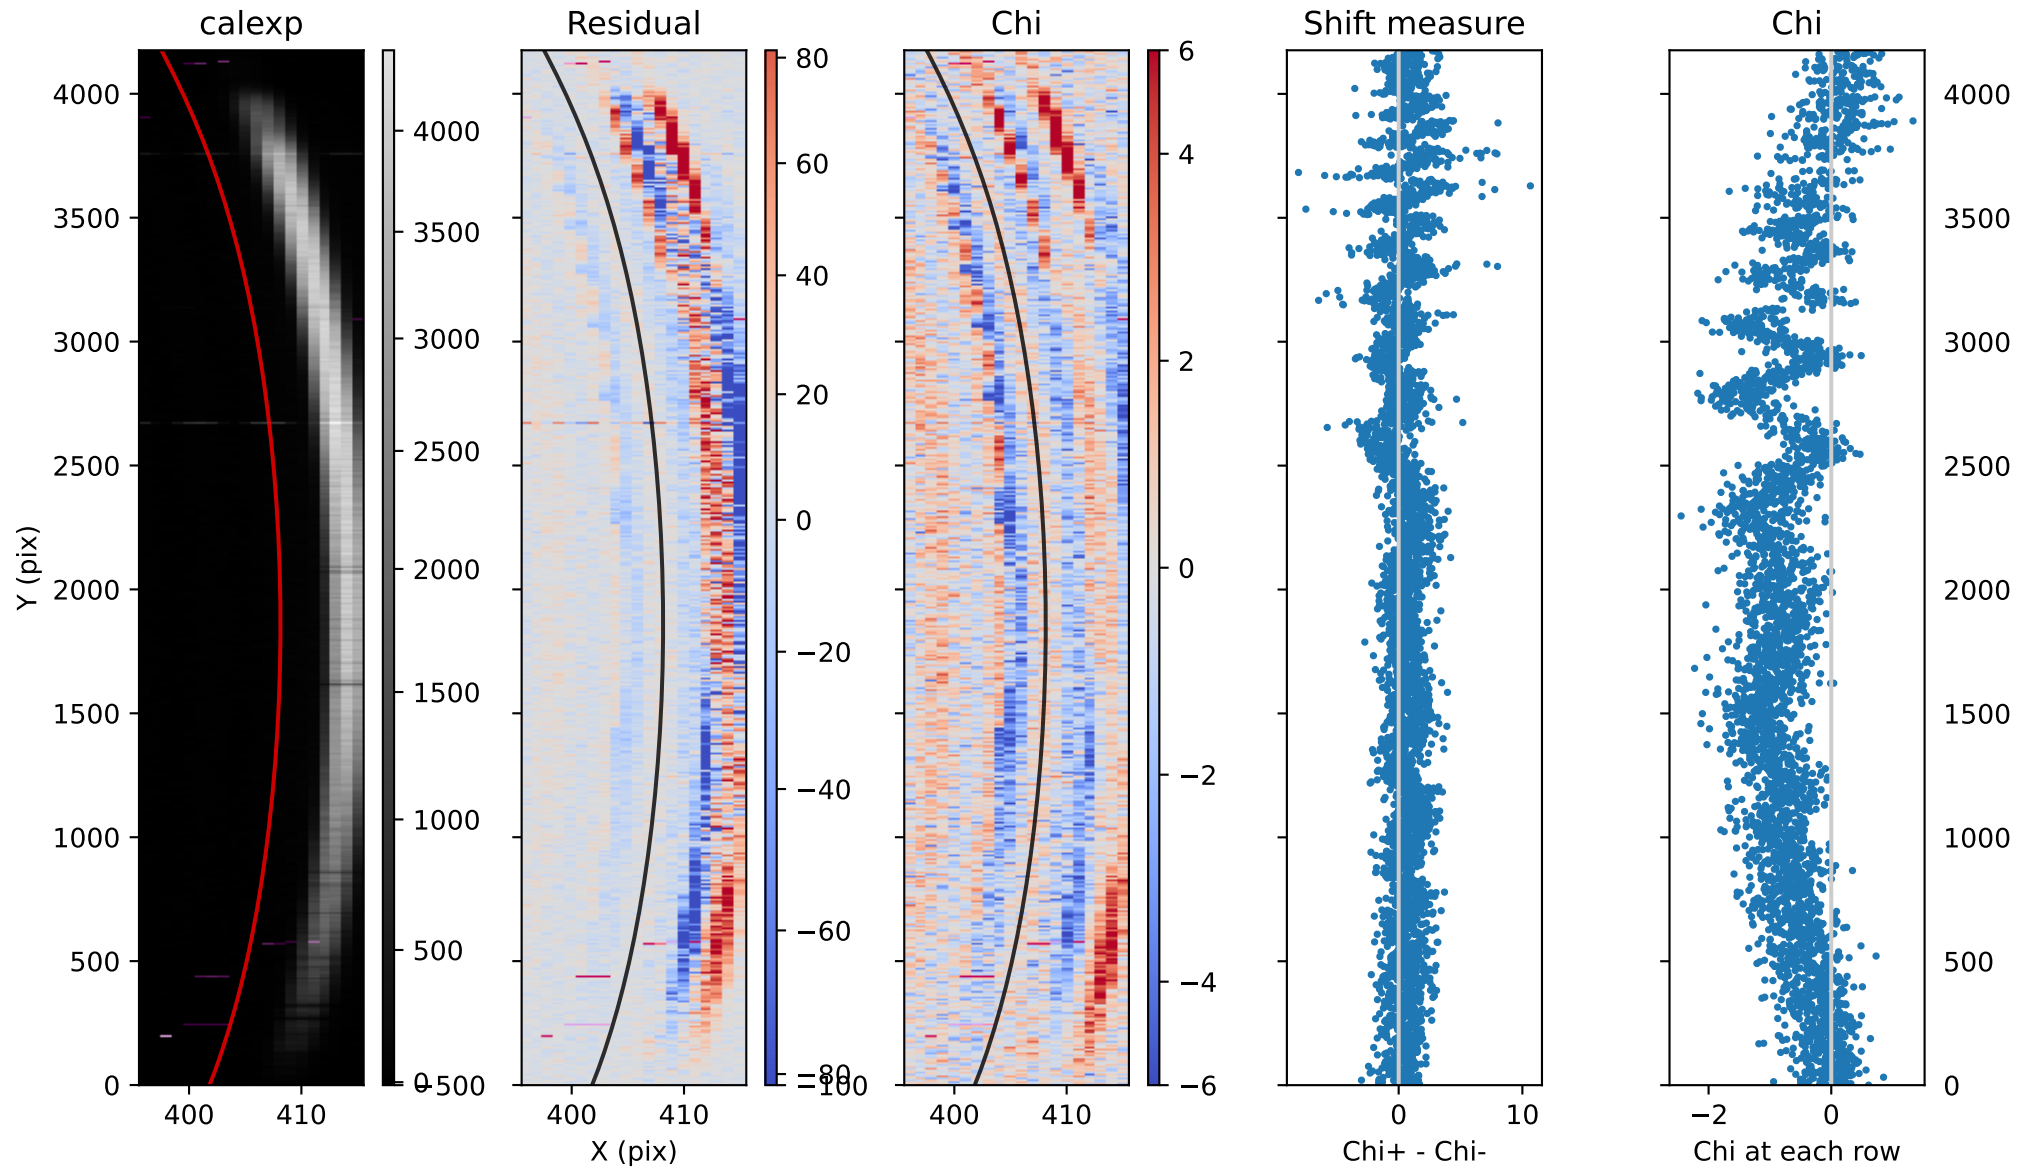 calexp Residual Chi Shift measure Chi
4000 4000 80 6 4000
3500 3500 60 4 3500
3000 3000 40 3000
2500 2500 20 2 2500
2000 2000 0 0 2000
1500 1500 −20 1500
1000 1000 −40 −2 1000
500 500 −60 −4 500
0 0 −500 −80 −100 −6 0
400 410 400 410 400 410 0 10 −2 0
Y (pix)
X (pix) Chi+ - Chi- Chi at each row